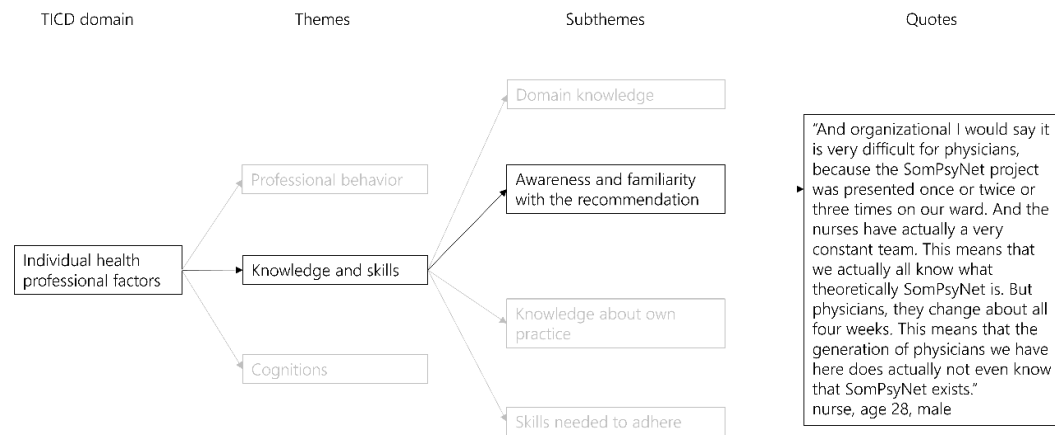 TICD domain
Themes
Subthemes
Quotes
Individual health
professional factors
Professional behavior
Knowledge and skills
Cognitions
Domain knowledge
Awareness and familiarity
with the recommendation
Knowledge about own
practice
Skills needed to adhere
“And organizational I would say it
is very difficult for physicians,
because the SomPsyNet project
was presented once or twice or
three times on our ward. And the
nurses have actually a very
constant team. This means that
we actually all know what
theoretically SomPsyNet is. But
physicians, they change about all
four weeks. This means that the
generation of physicians we have
here does actually not even know
that SomPsyNet exists.”
nurse, age 28, male